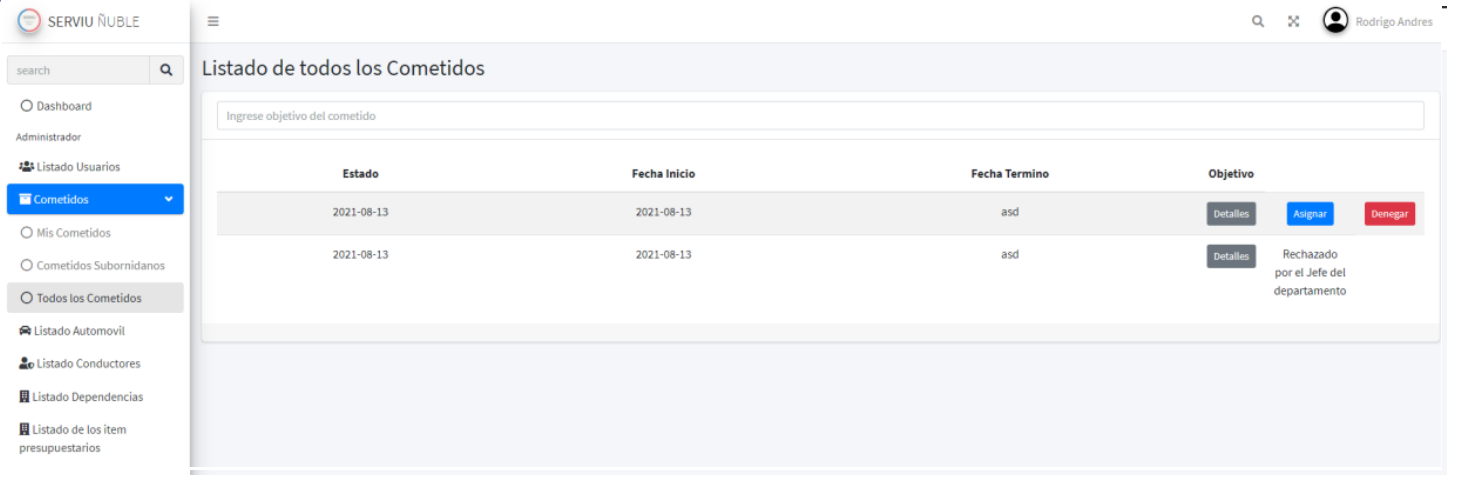 SERVIU ÑUBLE
Rodrigo Andres
search
Dashboard
Administrador
Listado Usuarios
Cometidos
Mis Cometidos
Cometidos Subornidanos
Todos los Cometidos
Listado Automovil
Listado Conductores
Listado Dependencias
Listado de los item
presupuestarios
Listado de todos los Cometidos
Ingrese objetivo del cometido
Estado Fecha Inicio Fecha Termino Objetivo
2021-08-13 2021-08-13 asd Detalles Asignar Denegar
2021-08-13 2021-08-13 asd Detalles Rechazado
por el Jefe del
departamento